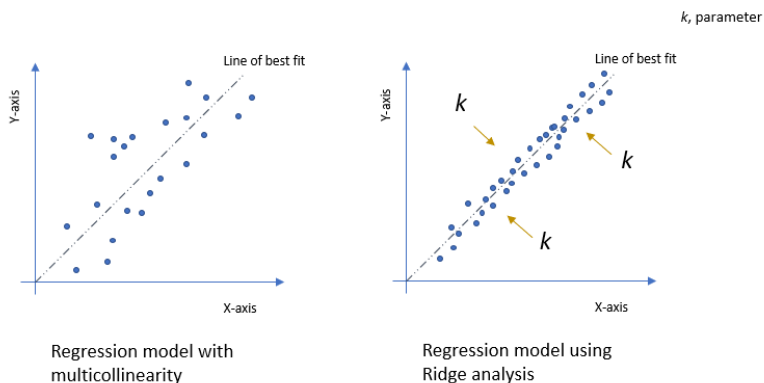 k, parameter
Line of best fit
Y-axis
X-axis
Regression model with
multicollinearity
Line of best fit
Y-axis
k
k
k
X-axis
Regression model using
Ridge analysis